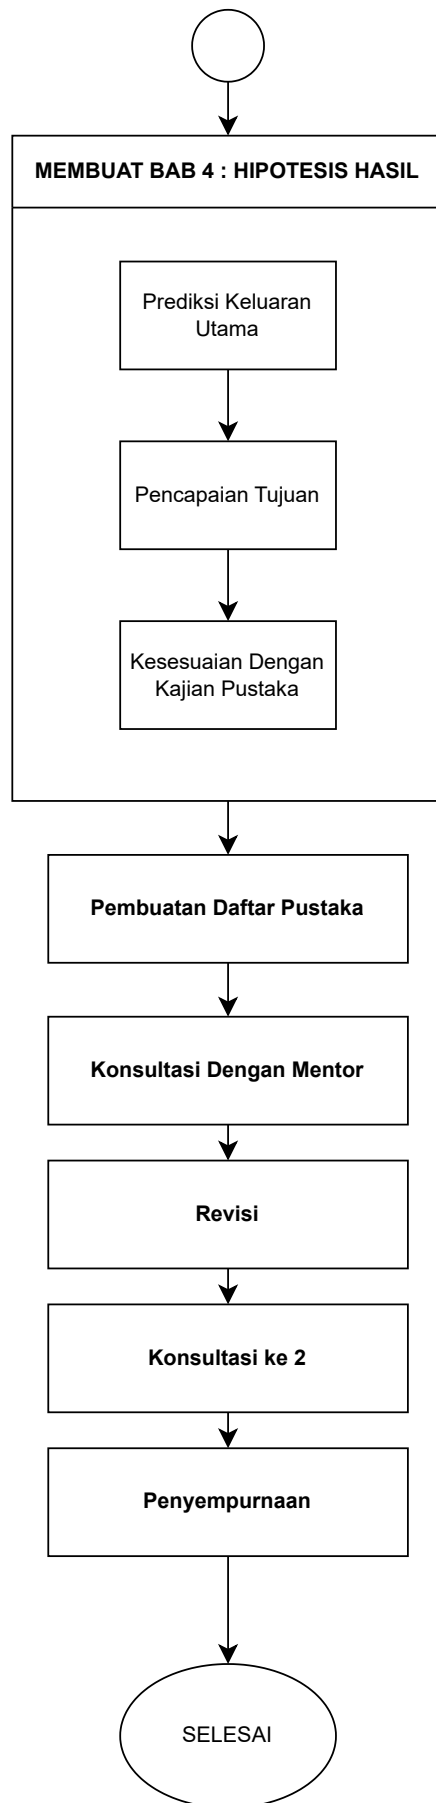 MEMBUAT BAB 4 : HIPOTESIS HASIL
Prediksi Keluaran
Utama
Pencapaian Tujuan
Kesesuaian Dengan
Kajian Pustaka
Pembuatan Daftar Pustaka
Konsultasi Dengan Mentor
Revisi
Konsultasi ke 2
Penyempurnaan
SELESAI